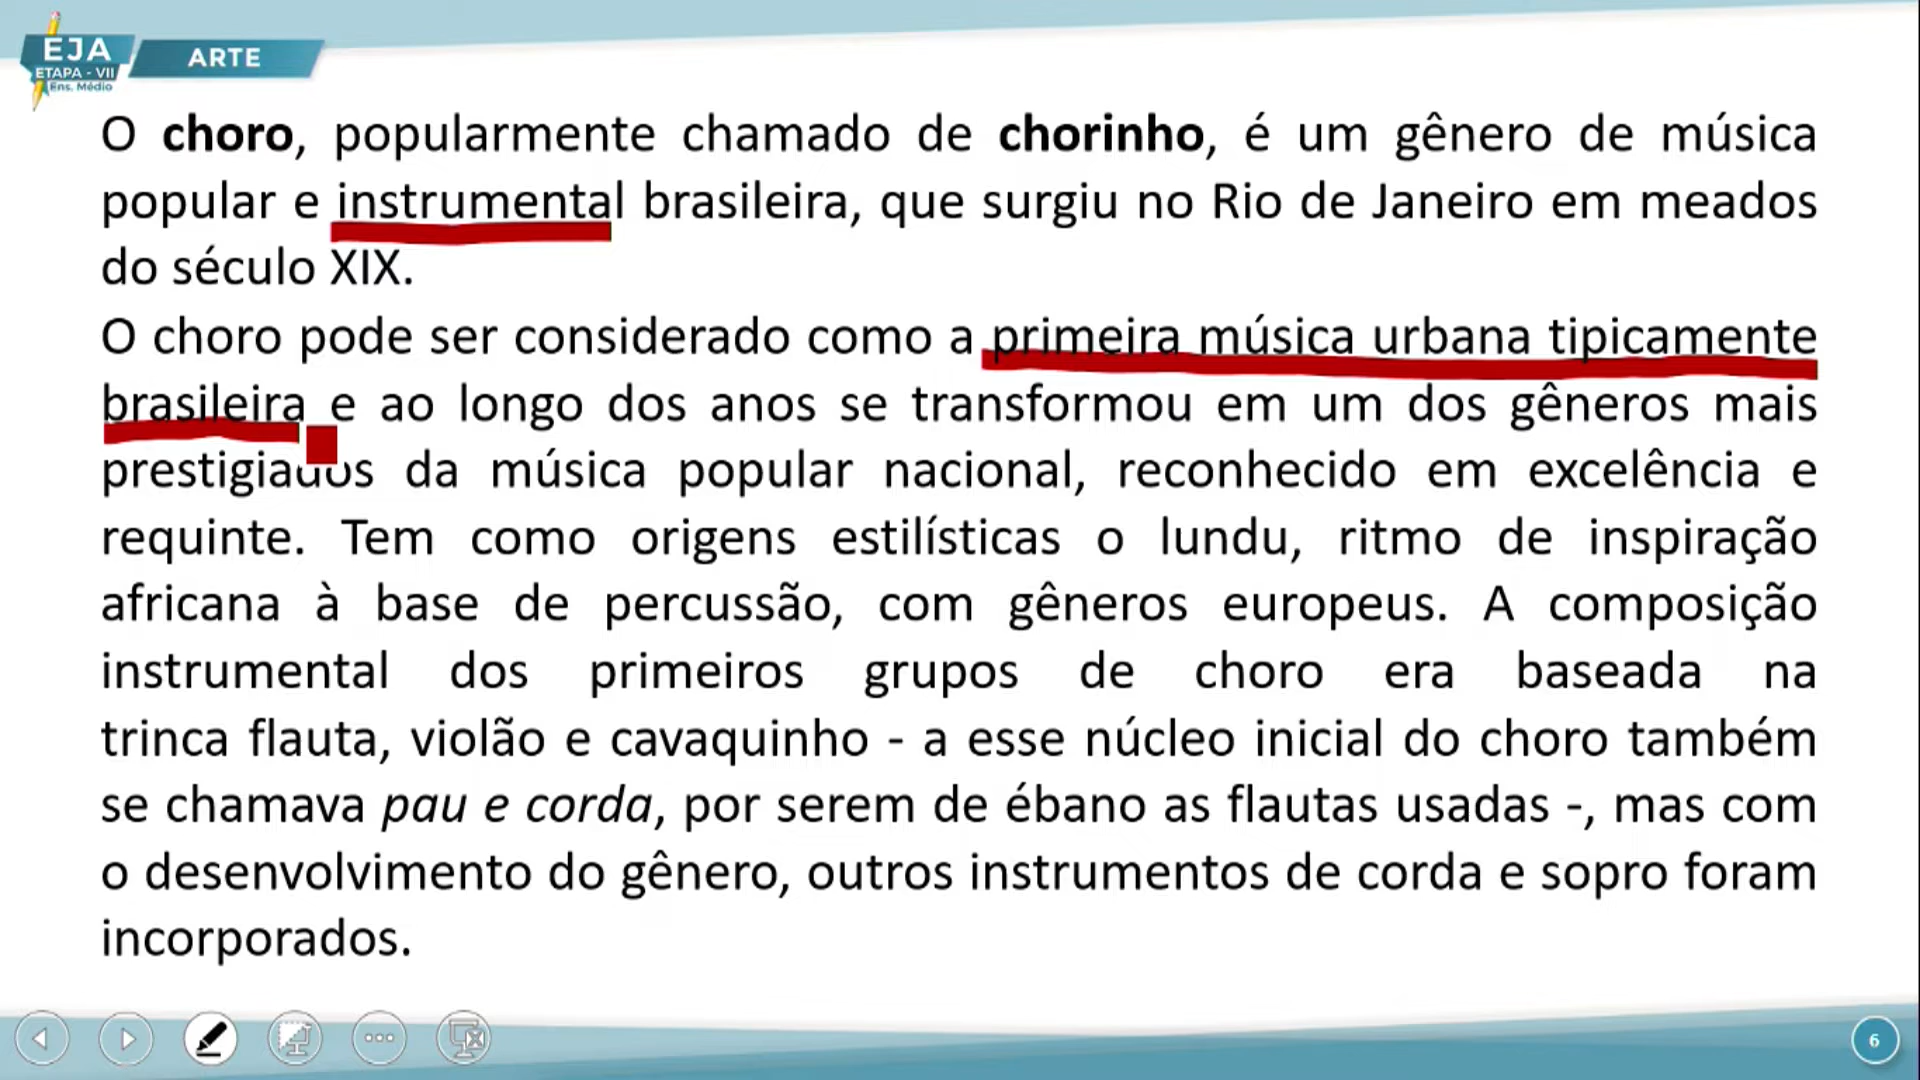 EJA
ETAPA - VII
Ens. Médio
ARTE
O choro, popularmente chamado de chorinho, é um gênero de música
popular e instrumental brasileira, que surgiu no Rio de Janeiro em meados
do século XIX.
O choro pode ser considerado como a primeira música urbana tipicamente
brasileira e ao longo dos anos se transformou em um dos gêneros mais
prestigiados da música popular nacional, reconhecido em excelência e
requinte. Tem como origens estilísticas o lundu, ritmo de inspiração
africana à base de percussão, com gêneros europeus. A composição
instrumental dos primeiros grupos de choro era baseada na
trinca flauta, violão e cavaquinho - a esse núcleo inicial do choro também
se chamava pau e corda, por serem de ébano as flautas usadas -, mas com
o desenvolvimento do gênero, outros instrumentos de corda e sopro foram
incorporados.
6